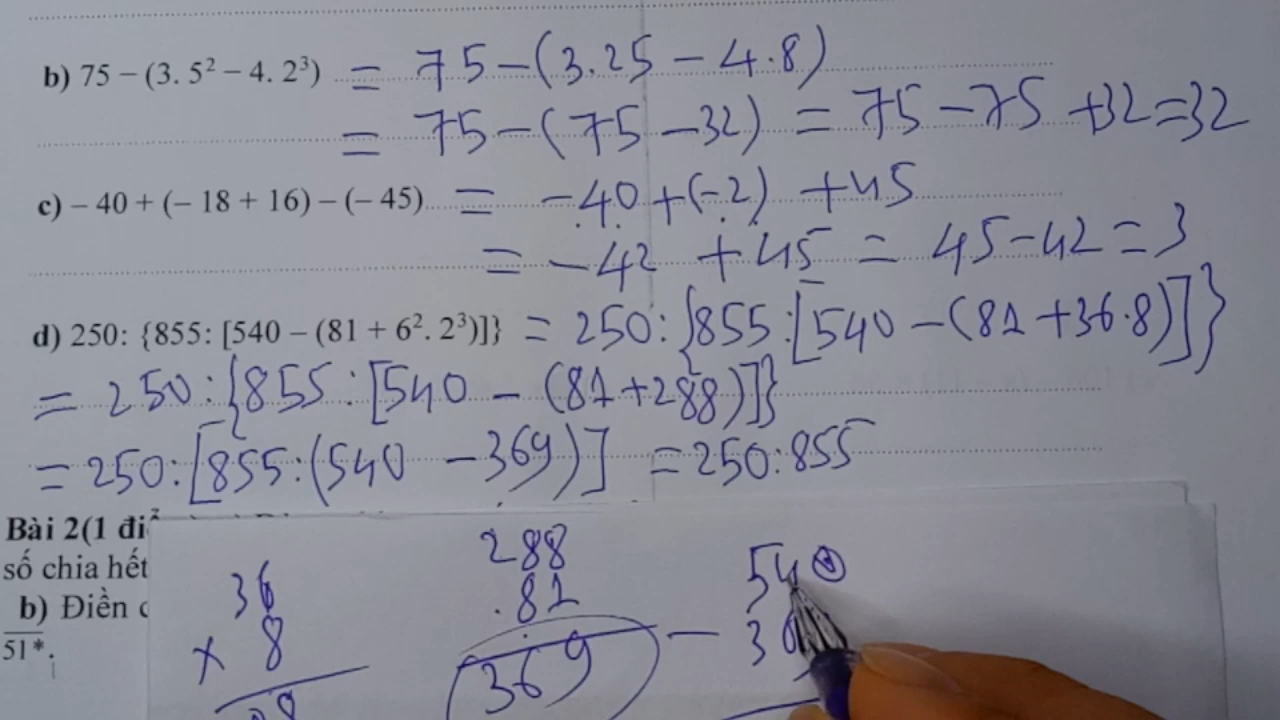 b) 75 – (3. 5² – 4. 2³) = 75 – (3.25 – 4.8)
= 75 – (75 – 32) = 75 – 75 + 32 = 32
c) – 40 + (– 18 + 16) – (– 45) = –40 + (–2) + 45
= –42 + 45 = 45 – 42 = 3
d) 250: {855: [540 – (81 + 6². 2³)]} = 250:{855:[540 – (81 + 36.8)]}
= 250:{855:[540 – (81 + 288)]}
= 250:[855:(540 – 369)] = 250:855
Bài 2(1
số chia hết
b) Điền
51*.
36
× 8
288
81
369
540
–